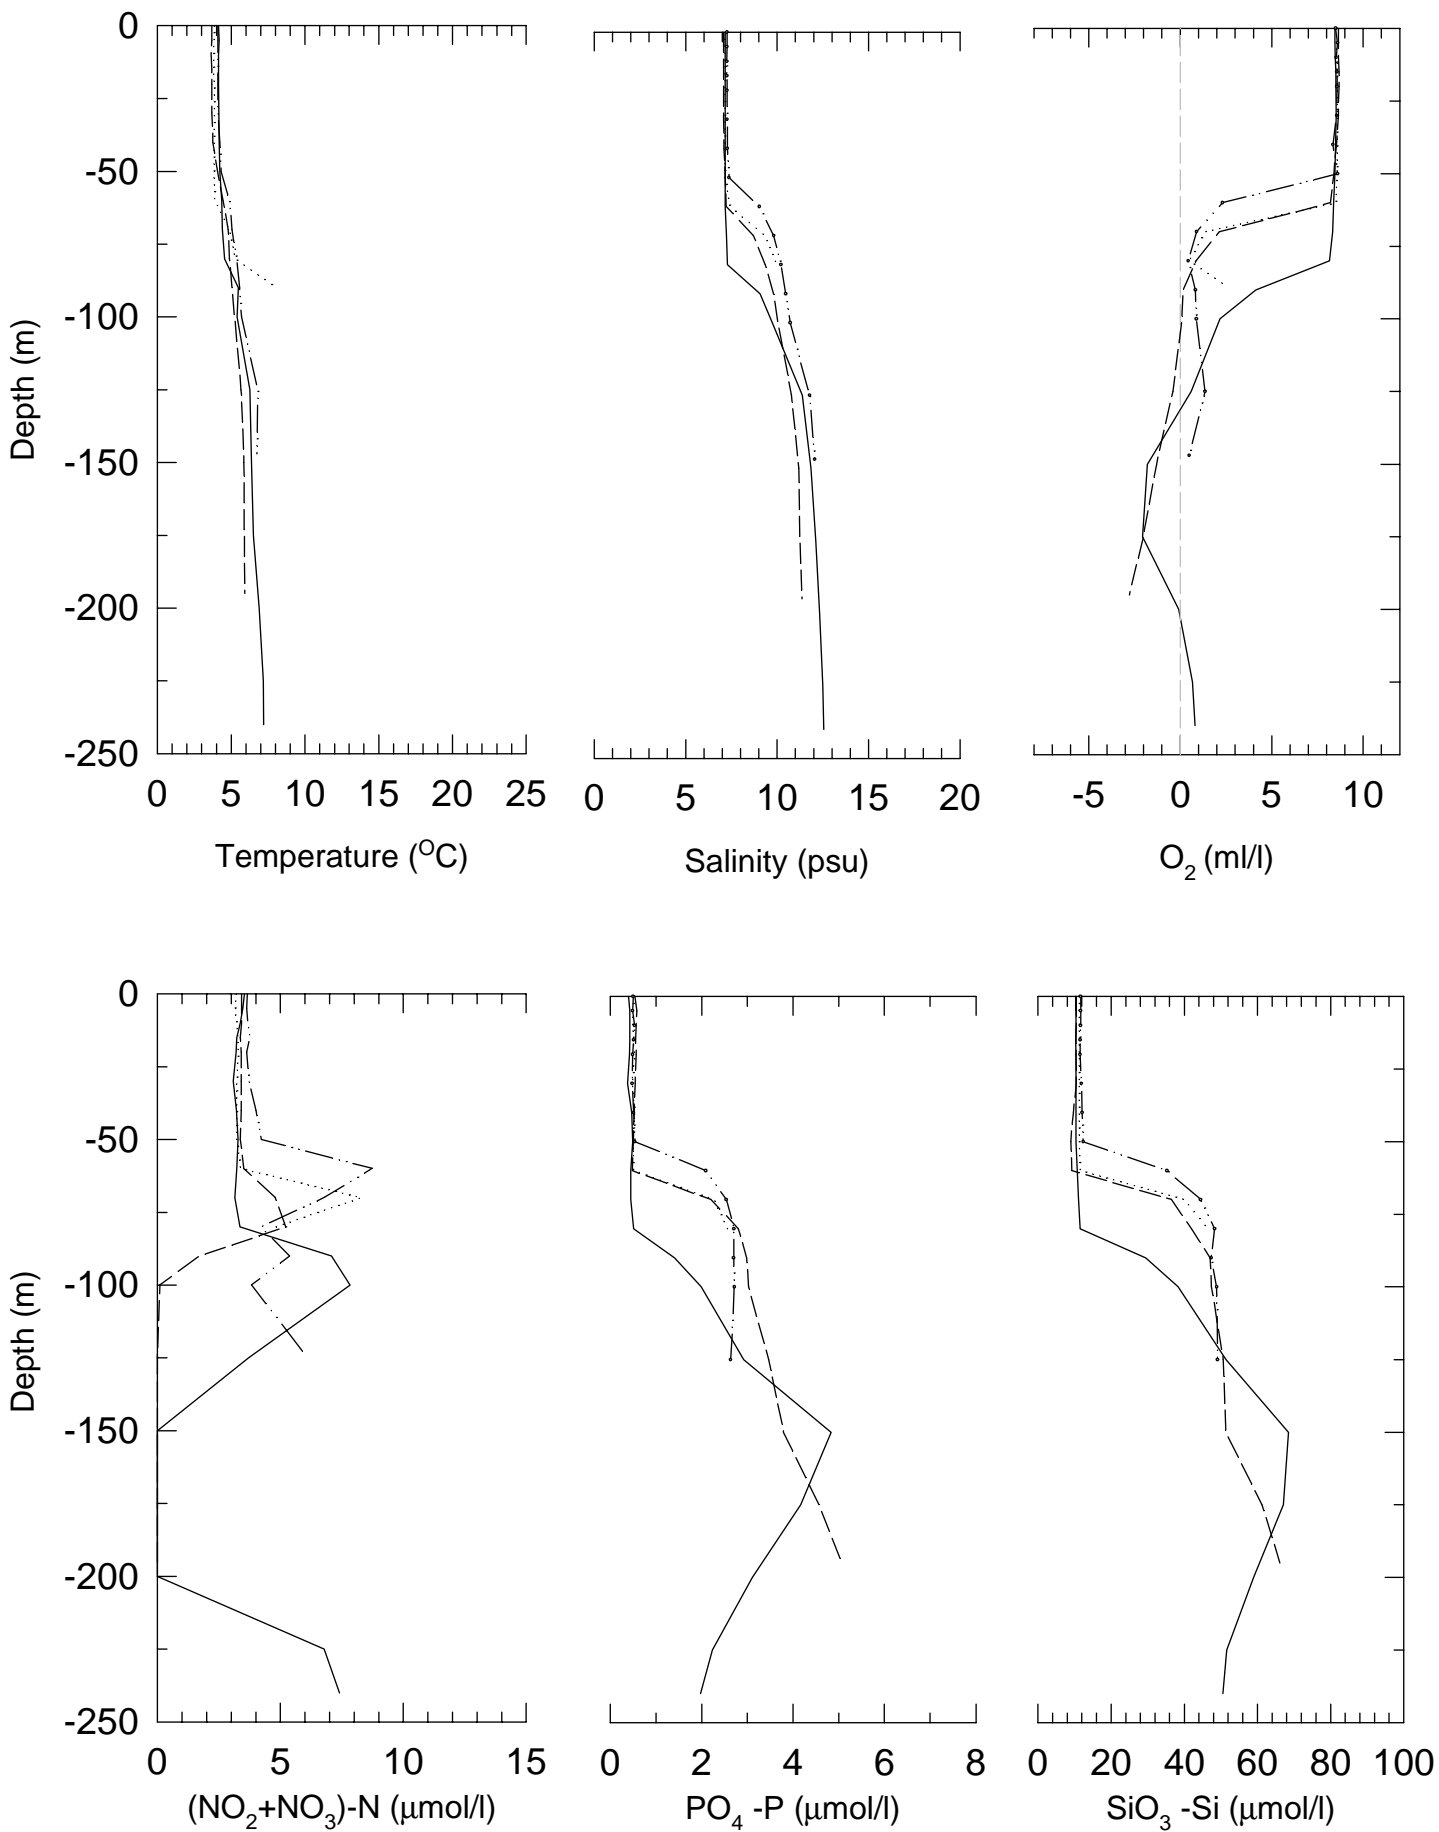 0
-50
-100
-150
-200
-250
Depth (m)
0 5 10 15 20 25
Temperature (ᴼC)
0 5 10 15 20
Salinity (psu)
-5 0 5 10
O₂ (ml/l)
0
-50
-100
-150
-200
-250
Depth (m)
0 5 10 15
(NO₂+NO₃)-N (μmol/l)
0 2 4 6 8
PO₄ -P (μmol/l)
0 20 40 60 80 100
SiO₃ -Si (μmol/l)